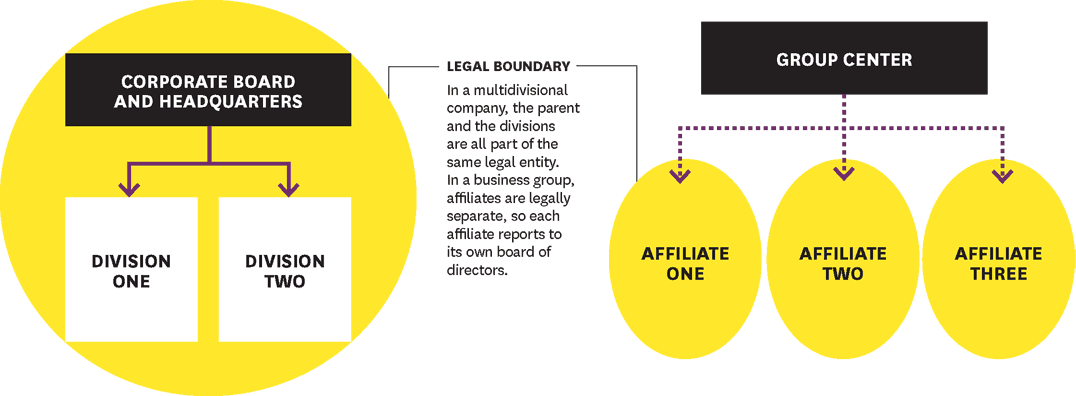 CORPORATE BOARD
AND HEADQUARTERS
DIVISION
ONE
DIVISION
TWO
LEGAL BOUNDARY
In a multidivisional
company, the parent
and the divisions
are all part of the
same legal entity.
In a business group,
affiliates are legally
separate, so each
affiliate reports to
its own board of
directors.
GROUP CENTER
AFFILIATE
ONE
AFFILIATE
TWO
AFFILIATE
THREE